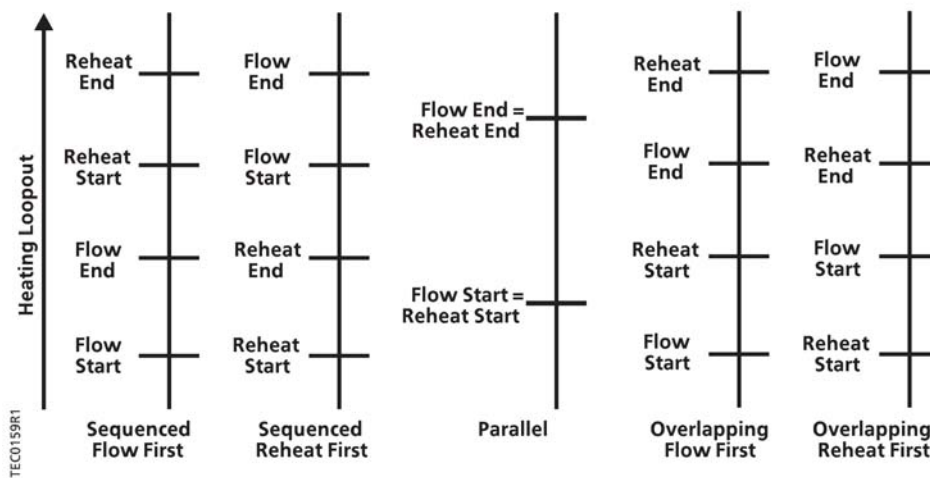 Heating Loopout
TEC0159R1
Reheat
End
Reheat
Start
Flow
End
Flow
Start
Sequenced
Flow First
Flow
End
Flow
Start
Reheat
End
Reheat
Start
Sequenced
Reheat First
Flow End =
Reheat End
Flow Start =
Reheat Start
Parallel
Reheat
End
Flow
End
Reheat
Start
Flow
Start
Overlapping
Flow First
Flow
End
Reheat
End
Flow
Start
Reheat
Start
Overlapping
Reheat First